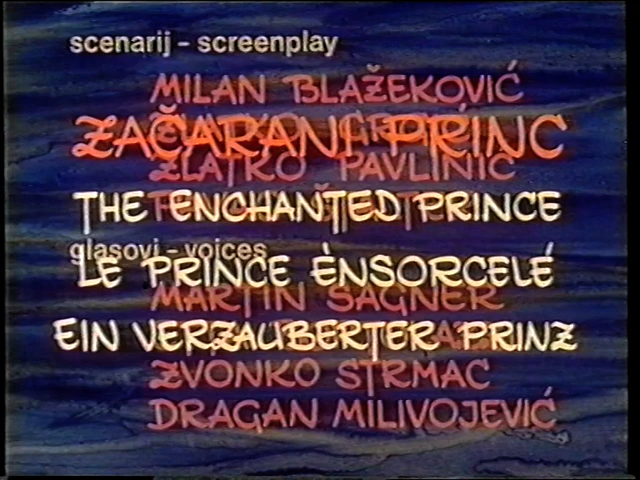 scenarij – screenplay
MILAN BLAŽEKOVIĆ
ZAČARANI PRINC
ZLATKO PAVLINIĆ
THE ENCHANTED PRINCE
glasovi – voices
LE PRINCE ÈNSORCELÉ
MARTIN SAGNER
EIN VERZAUBERTER PRINZ
ZVONKO STRMAC
DRAGAN MILIVOJEVIĆ